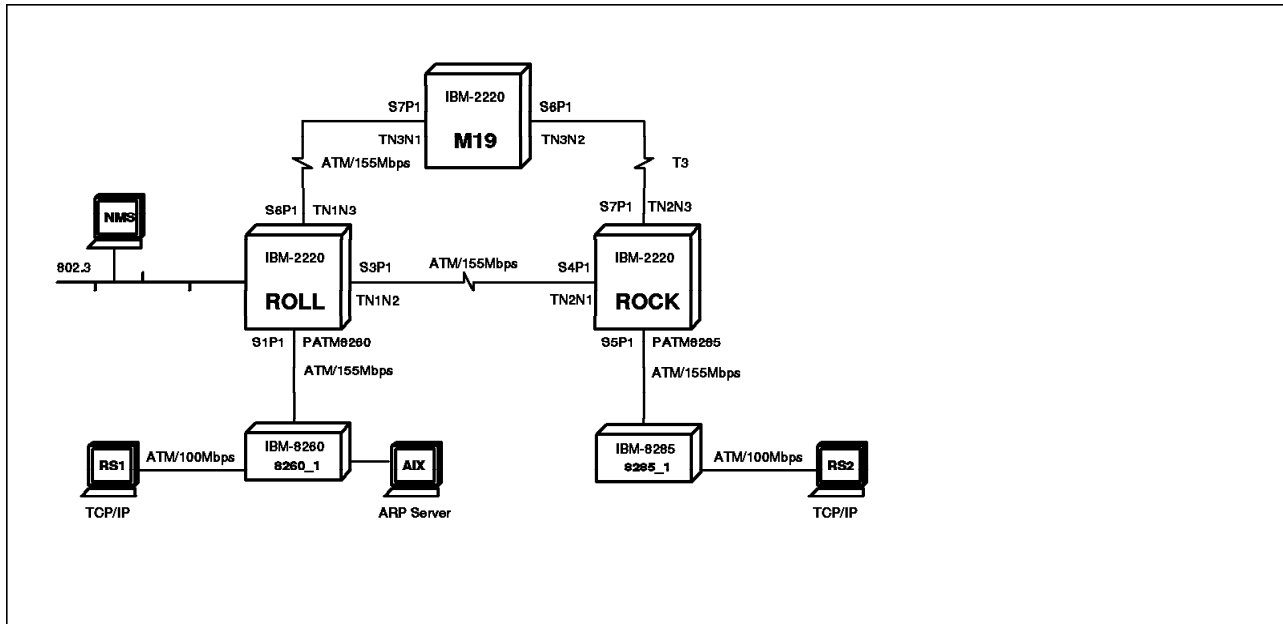 IBM-2220
M19
S7P1
S6P1
TN3N1
TN3N2
ATM/155Mbps
T3
S6P1
TN1N3
S7P1
TN2N3
NMS
802.3
IBM-2220
ROLL
S3P1
TN1N2
ATM/155Mbps
S4P1
TN2N1
IBM-2220
ROCK
S1P1
PATM8260
ATM/155Mbps
S5P1
PATM8285
ATM/155Mbps
RS1
TCP/IP
ATM/100Mbps
IBM-8260
8260_1
AIX
ARP Server
IBM-8285
8285_1
ATM/100Mbps
RS2
TCP/IP